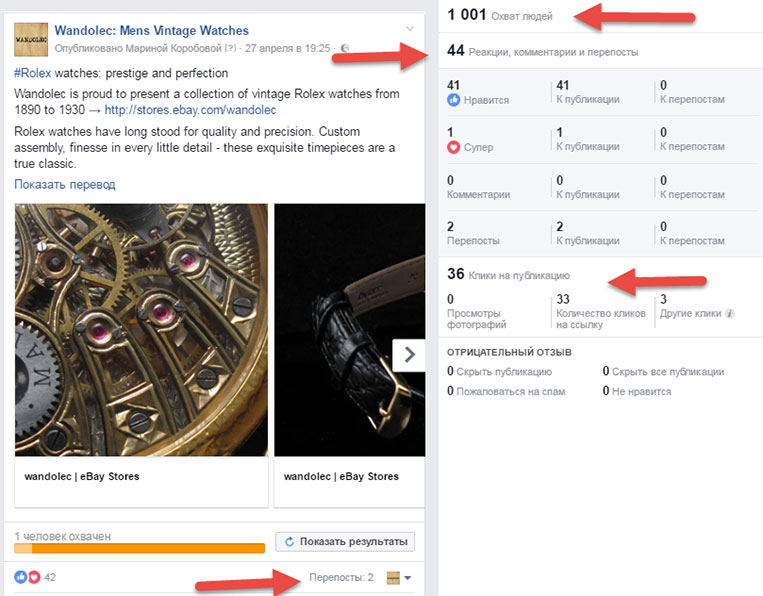 Wandolec: Mens Vintage Watches
WANDOLEC
Опубликовано Мариной Коробовой [?] · 27 апреля в 19:25 ·
#Rolex watches: prestige and perfection
Wandolec is proud to present a collection of vintage Rolex watches from
1890 to 1930 → http://stores.ebay.com/wandolec
Rolex watches have long stood for quality and precision. Custom
assembly, finesse in every little detail - these exquisite timepieces are a
true classic.
Показать перевод
wandolec | eBay Stores
wandolec | eBay Stores
1 человек охвачен
Показать результаты
42
Перепосты: 2
1 001 Охват людей
44 Реакции, комментарии и перепосты
41 41 0
Нравится К публикации К перепостам
1 1 0
Супер К публикации К перепостам
0 0 0
Комментарии К публикации К перепостам
2 2 0
Перепосты К публикации К перепостам
36 Клики на публикацию
0 33 3
Просмотры Количество кликов Другие клики
фотографий на ссылку
ОТРИЦАТЕЛЬНЫЙ ОТЗЫВ
0 Скрыть публикацию 0 Скрыть все публикации
0 Пожаловаться на спам 0 Не нравится